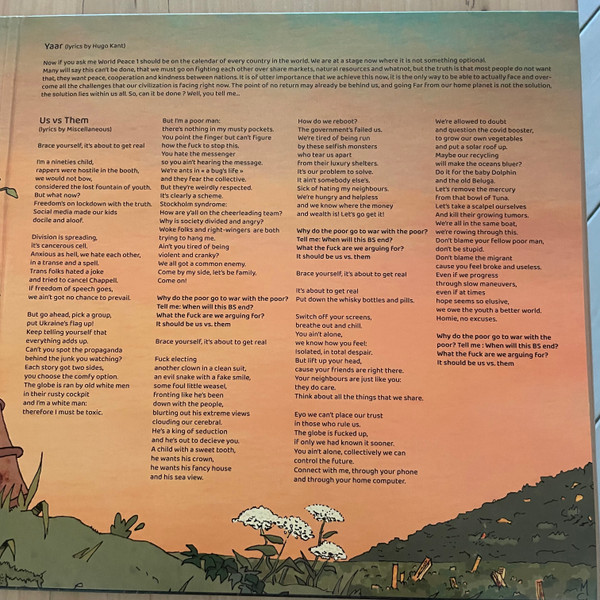 Yaar (lyrics by Hugo Kant)
Now if you ask me World Peace 1 should be on the calendar of every country in the world. We are at a stage now where it is not something optional.
Many will say this can't be done, that we must go on fighting each other over share markets, natural resources and whatnot, but the truth is that most people do not want
that, they want peace, cooperation and kindness between nations. It is of utter importance that we achieve this now, it is the only way to be able to actually face and over-
come all the challenges that our civilization is facing right now. The point of no return may already be behind us, and going far from our home planet is not the solution,
the solution lies within us all. So, can it be done ? Well, you tell me...
Us vs Them
(lyrics by Miscellaneous)
Brace yourself, it's about to get real
I'm a nineties child,
rappers were hostile in the booth,
we would not bow,
considered the lost fountain of youth.
But what now?
Freedom's on lockdown with the truth.
Social media made our kids
docile and aloof.
Division is spreading,
it's cancerous cell.
Anxious as hell, we hate each other,
in a transe and a spell.
Trans folks hated a joke
and tried to cancel Chappell.
if freedom of speech goes,
we ain't got no chance to prevail.
But go ahead, pick a group,
put Ukraine's flag up!
Keep telling yourself that
everything adds up.
Can't you spot the propaganda
behind the junk you watching?
Each story got two sides,
you choose the comfy option.
The globe is ran by old white men
in their rusty cockpit
and I'm a white man:
therefore I must be toxic.
But I'm a poor man:
there's nothing in my musty pockets.
You point the finger but can't figure
how the fuck to stop this.
You hate the messenger
so you ain't hearing the message.
We're ants in « a bug's life »
and they fear the collective.
But they're weirdly respected.
It's clearly a scheme.
Stockholm syndrome:
How are y'all on the cheerleading team?
Why is society divided and angry?
Woke folks and right-wingers are both
trying to hang me.
Ain't you tired of being
violent and cranky?
We all got a common enemy.
Come by my side, let's be family.
Come on!
Why do the poor go to war with the poor?
Tell me: When will this BS end?
What the fuck are we arguing for?
It should be us vs. them
Brace yourself, it's about to get real
Fuck electing
another clown in a clean suit,
an evil snake with a fake smile,
some foul little weasel,
fronting like he's been
down with the people,
blurting out his extreme views
clouding our cerebral.
He's a king of seduction
and he's out to decieve you.
A child with a sweet tooth,
he wants his crown,
he wants his fancy house
and his sea view.
How do we reboot?
The government's failed us.
We're tired of being run
by these selfish monsters
who tear us apart
from their luxury shelters.
It's our problem to solve.
It ain't somebody else's.
Sick of hating my neighbours.
We're hungry and helpless
and we know where the money
and wealth is! Let's go get it!
Why do the poor go to war with the poor?
Tell me: When will this BS end?
What the fuck are we arguing for?
It should be us vs. them
Brace yourself, it's about to get real
It's about to get real
Put down the whisky bottles and pills.
Switch off your screens,
breathe out and chill.
You ain't alone,
we know how you feel:
Isolated, in total despair.
But lift up your head,
cause your friends are right there.
Your neighbours are just like you:
they do care.
Think about all the things that we share.
Eyo we can't place our trust
in those who rule us.
The globe is fucked up,
if only we had known it sooner.
You ain't alone, collectively we can
control the future.
Connect with me, through your phone
and through your home computer.
We're allowed to doubt
and question the covid booster,
to grow our own vegetables
and put a solar roof up.
Maybe our recycling
will make the oceans bluer?
Do it for the baby Dolphin
and the old Beluga.
Let's remove the mercury
from that bowl of Tuna.
Let's take a scalpel ourselves
And kill their growing tumors.
We're all in the same boat,
we're rowing through this.
Don't blame your fellow poor man,
don't be stupid.
Don't blame the migrant
cause you feel broke and useless.
Even if we progress
through slow maneuvers,
even if at times
hope seems so elusive,
we owe the youth a better world.
Homie, no excuses.
Why do the poor go to war with the
poor? Tell me : When will this BS end?
What the fuck are we arguing for?
It should be us vs. them